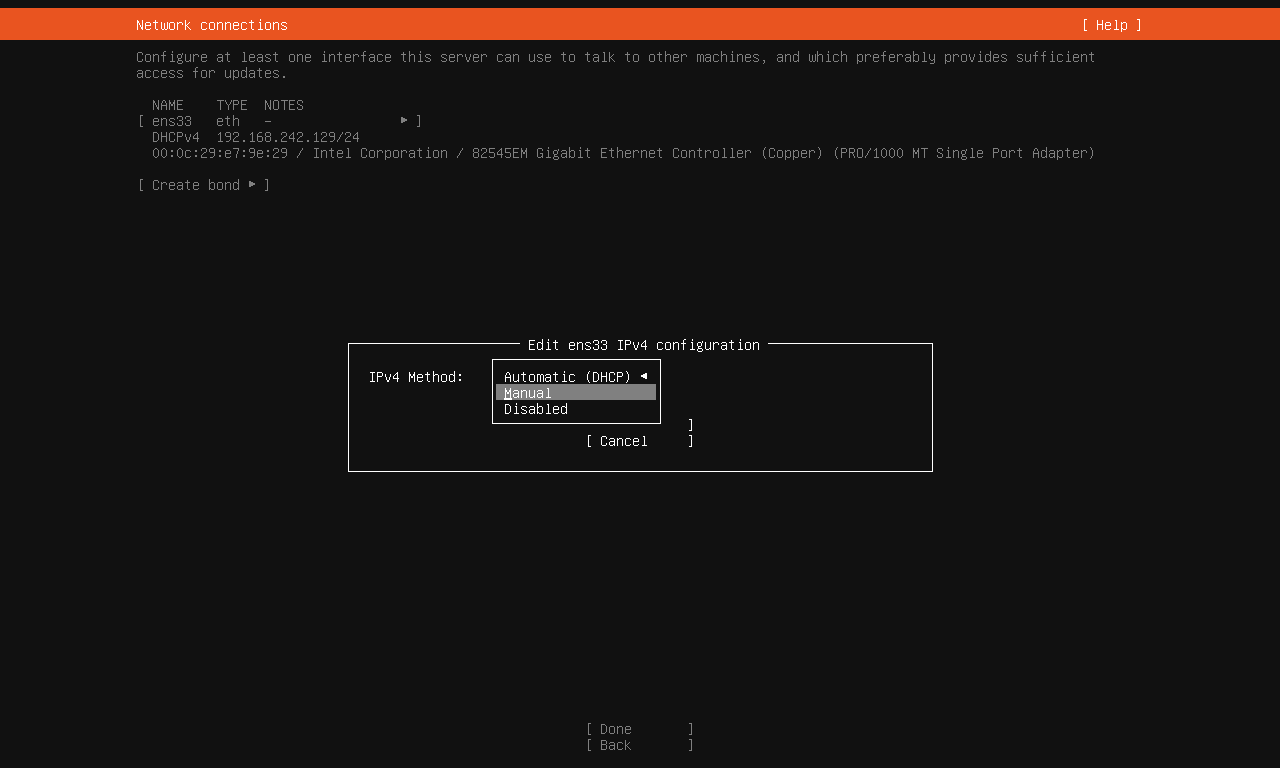 Network connections [ Help ]
Configure at least one interface this server can use to talk to other machines, and which preferably provides sufficient
access for updates.
NAME TYPE NOTES
[ ens33 eth – ▸ ]
DHCPv4 192.168.242.129/24
00:0c:29:e7:9e:29 / Intel Corporation / 82545EM Gigabit Ethernet Controller (Copper) (PRO/1000 MT Single Port Adapter)
[ Create bond ▸ ]
Edit ens33 IPv4 configuration
IPv4 Method: Automatic (DHCP) ◂
Manual
Disabled
]
[ Cancel ]
[ Done ]
[ Back ]